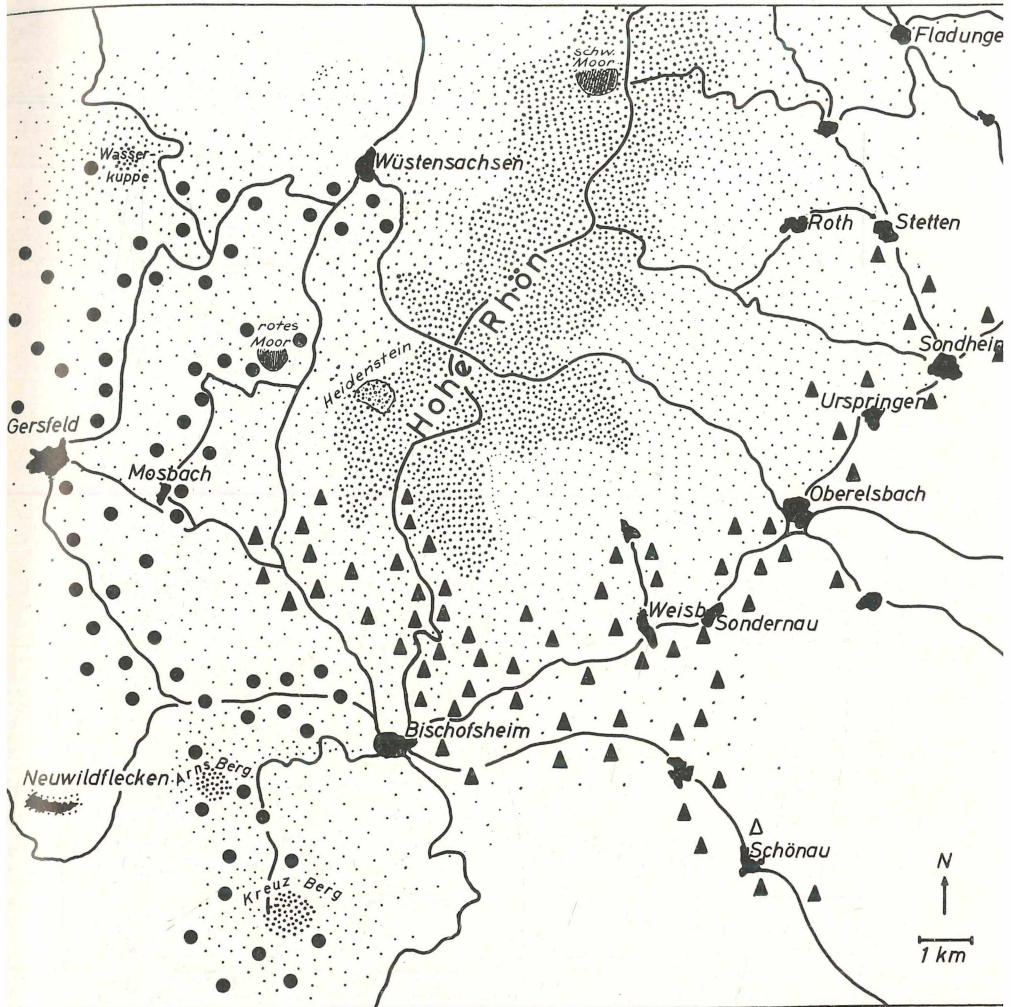 Fladunge
schw.
Moor
Wasser-
kuppe
Wüstensachsen
Roth
Stetten
Hohe Rhön
rotes
Moor
Heidenstein
Sondhein
Urspringen
Gersfeld
Mosbach
Oberelsbach
Weisb
Sondernau
Bischofsheim
Neuwildflecken
Arns Berg
Schönau
Kreuz Berg
N
1 km